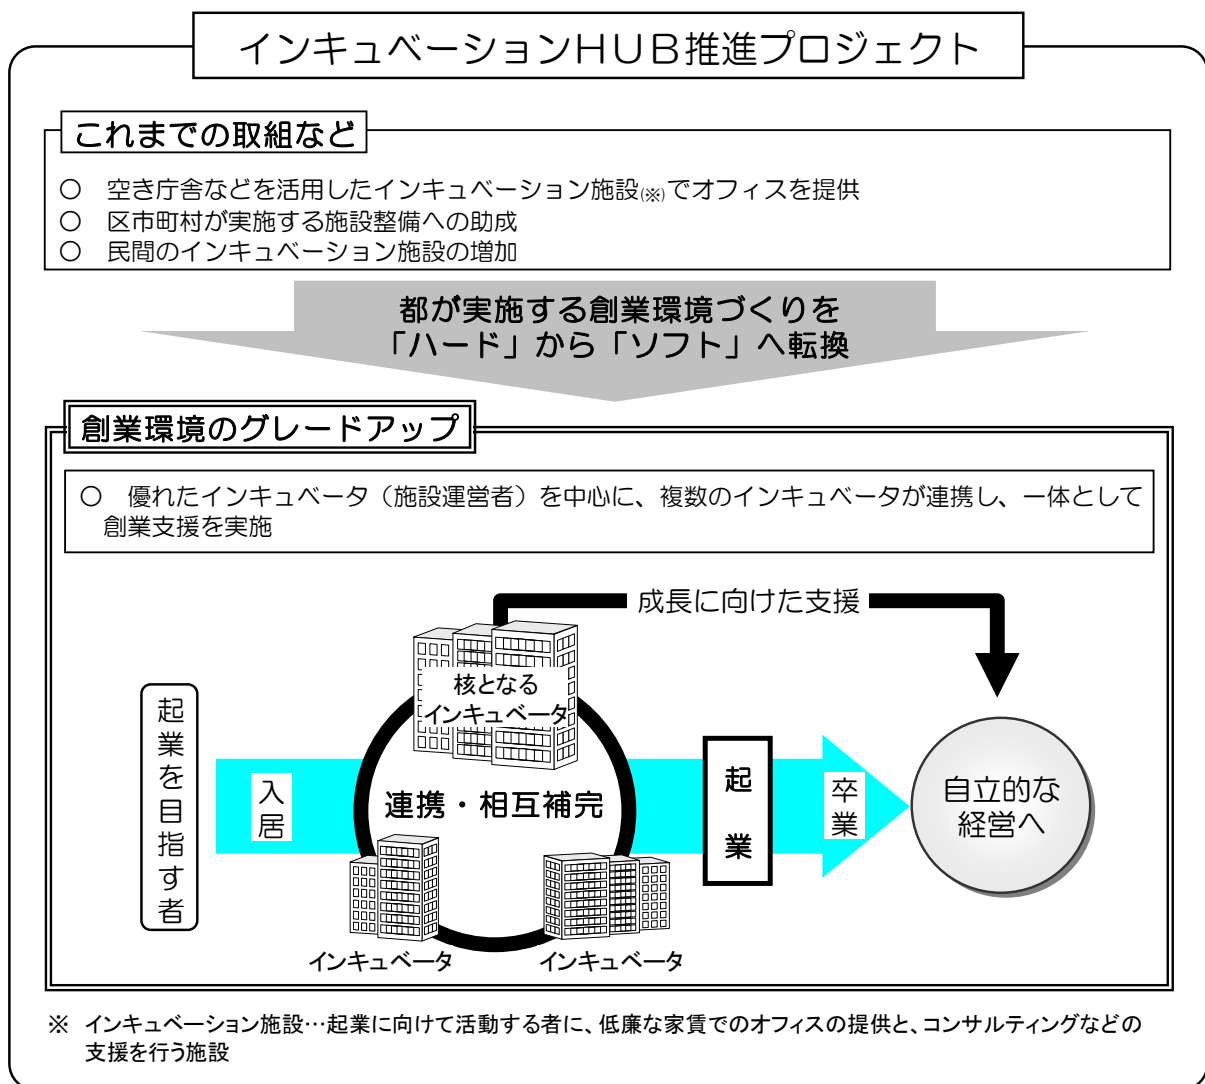 インキュベーションHUB推進プロジェクト
これまでの取組など
○　空き庁舎などを活用したインキュベーション施設(※)でオフィスを提供
○　区市町村が実施する施設整備への助成
○　民間のインキュベーション施設の増加
都が実施する創業環境づくりを
「ハード」から「ソフト」へ転換
創業環境のグレードアップ
○　優れたインキュベータ（施設運営者）を中心に、複数のインキュベータが連携し、一体として
創業支援を実施
成長に向けた支援
核となる
インキュベータ
起業を目指す者
入居
連携・相互補完
起業
卒業
自立的な
経営へ
インキュベータ
インキュベータ
※　インキュベーション施設…起業に向けて活動する者に、低廉な家賃でのオフィスの提供と、コンサルティングなどの
支援を行う施設